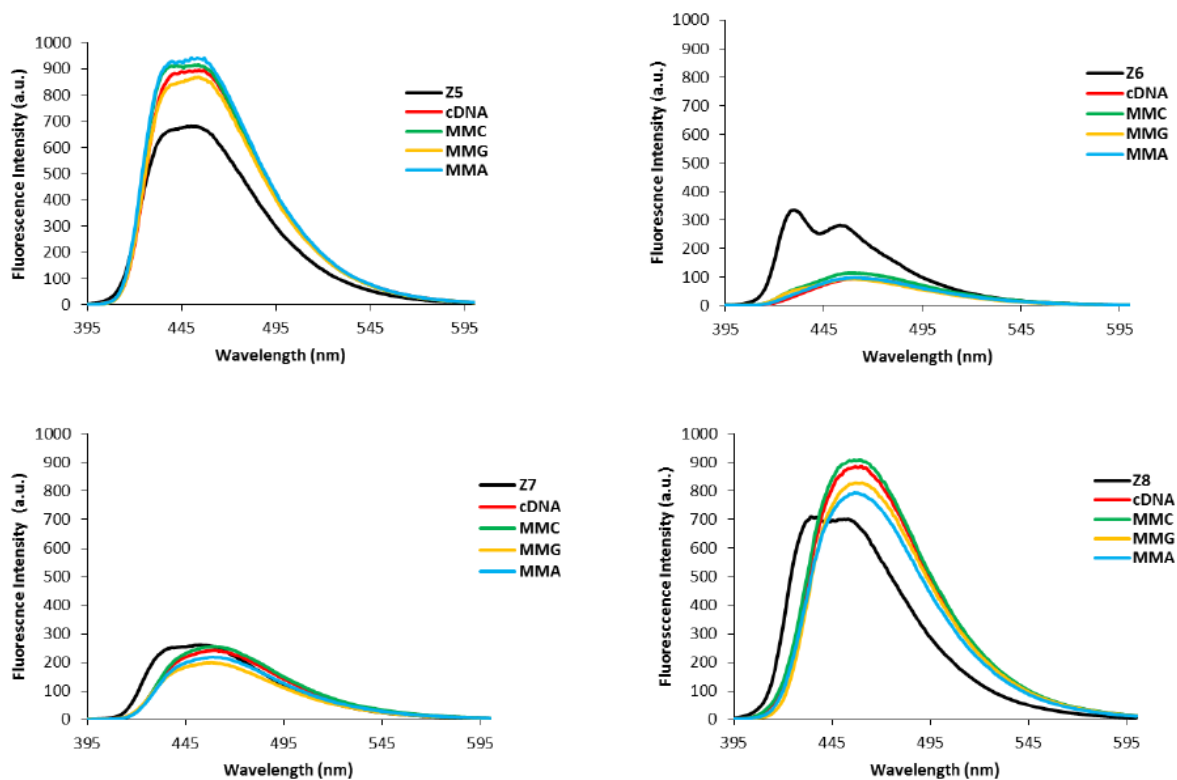 Fluorescence Intensity (a.u.)
1000
900
800
700
600
500
400
300
200
100
0
395
445
495
545
595
Wavelength (nm)
Z5
cDNA
MMC
MMG
MMA
Fluorescnce Intensity (a.u.)
1000
900
800
700
600
500
400
300
200
100
0
395
445
495
545
595
Wavelength (nm)
Z6
cDNA
MMC
MMG
MMA
Fluorescnce Intensity (a.u.)
1000
900
800
700
600
500
400
300
200
100
0
395
445
495
545
595
Wavelength (nm)
Z7
cDNA
MMC
MMG
MMA
Fluoresccence Intensity (a.u.)
1000
900
800
700
600
500
400
300
200
100
0
395
445
495
545
595
Wavelength (nm)
Z8
cDNA
MMC
MMG
MMA